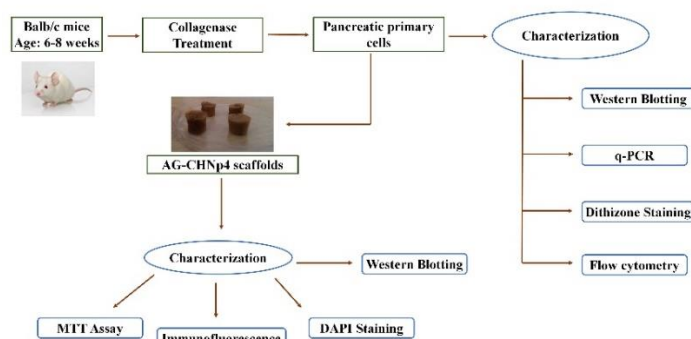 Balb/c mice
Age: 6-8 weeks
Collagenase
Treatment
Pancreatic primary
cells
Characterization
Western Blotting
q-PCR
Dithizone Staining
Flow cytometry
AG-CHNp4 scaffolds
Characterization
Western Blotting
MTT Assay
Immunofluorescence
DAPI Staining